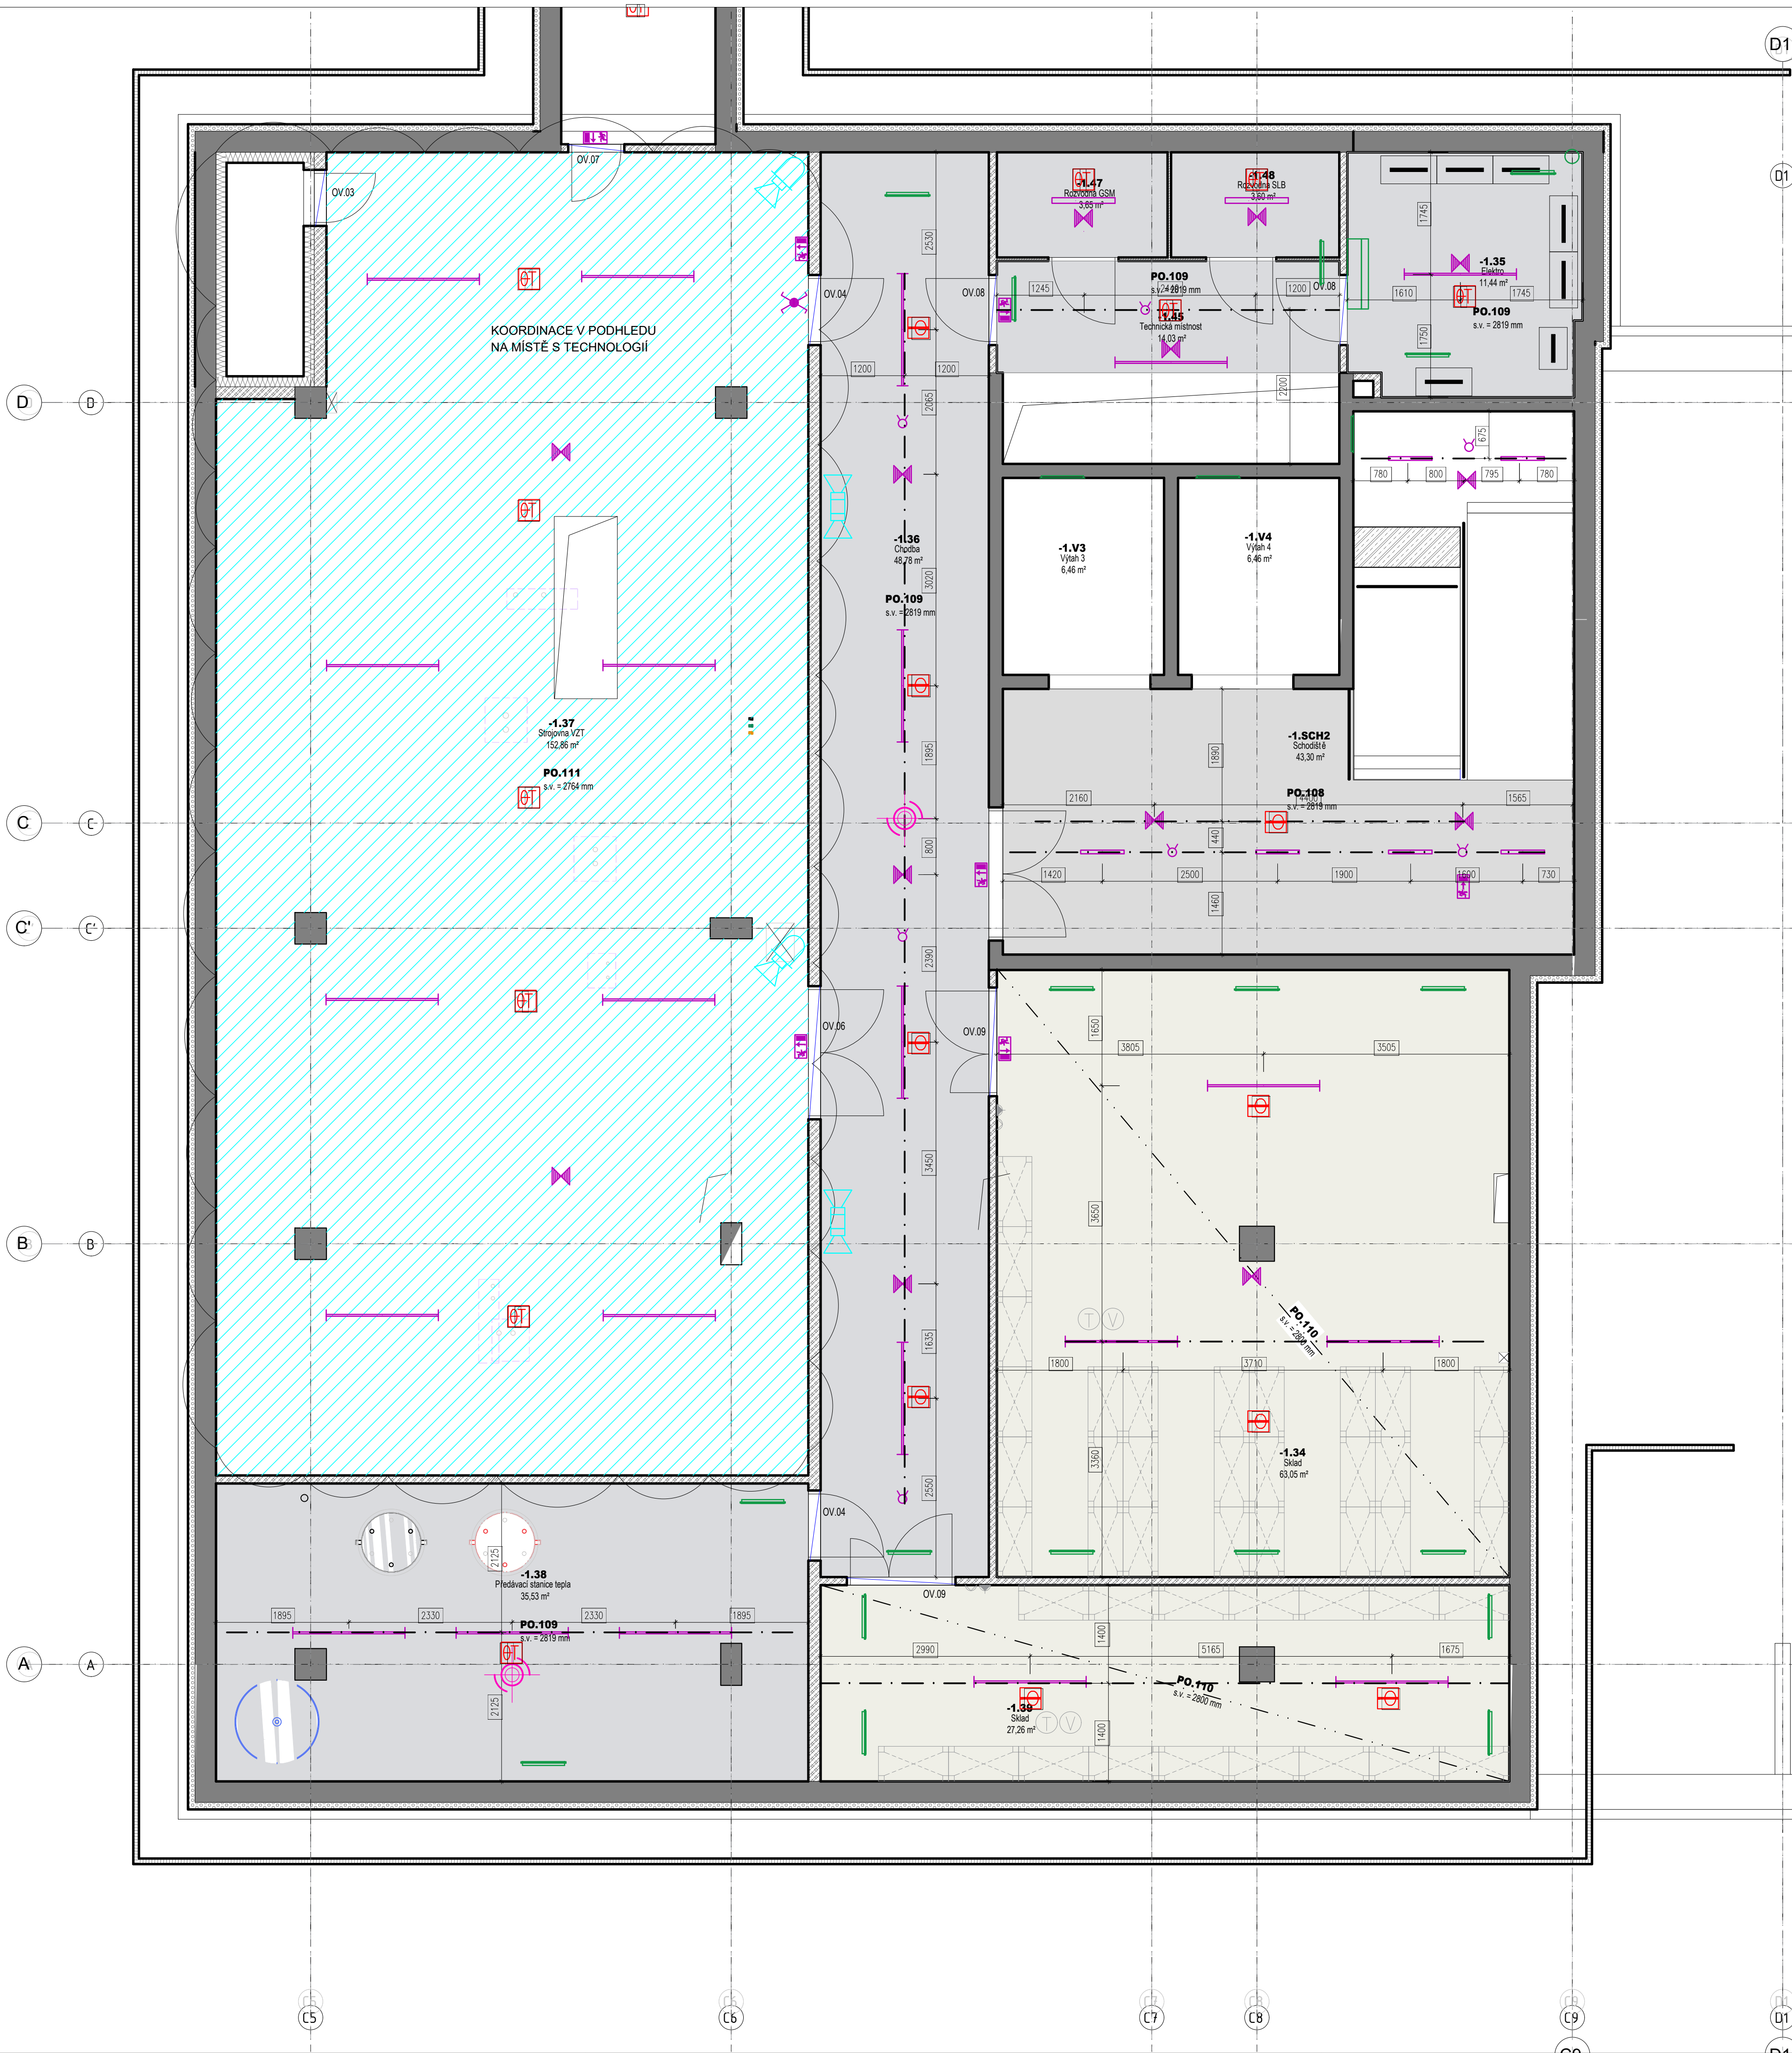 D1
D1
OV.07
OV.03
-1.47
Rozvodna GSM
3,65 m²
-1.48
Rozvodna SLB
3,60 m²
1745
2530
-1.35
Elektro
11,44 m²
OV.04
OV.08
PO.109
s.v. = 2819 mm
1245
1200
OV.08
1610
1745
PO.109
s.v. = 2819 mm
-1.45
Technická místnost
14,03 m²
1750
KOORDINACE V PODHLEDU
NA MÍSTĚ S TECHNOLOGIÍ
1200
1200
2200
D
D
2065
675
780
800
795
780
-1.36
Chodba
48,78 m²
-1.V3
Výtah 3
6,46 m²
-1.V4
Výtah 4
6,46 m²
3020
PO.109
s.v. = 2819 mm
-1.37
Strojovna VZT
152,86 m²
-1.SCH2
Schodiště
43,30 m²
1895
1890
PO.111
s.v. = 2764 mm
2160
4400
1565
PO.108
s.v. = 2819 mm
C
C
800
440
1420
2500
1900
1600
730
1460
C'
C'
2390
OV.06
OV.09
1650
3805
3505
3450
3650
B
B
PO.110
s.v. = 2800 mm
T
V
1635
1800
3710
1800
3360
-1.34
Sklad
63,05 m²
2550
OV.04
2125
-1.38
Předávací stanice tepla
35,53 m²
OV.09
1895
2330
2330
1895
PO.109
s.v. = 2819 mm
1400
2990
5165
1675
A
A
PO.110
s.v. = 2800 mm
2125
-1.39
Sklad
27,26 m²
T
V
1400
C5
C6
C7
C8
C9
D1